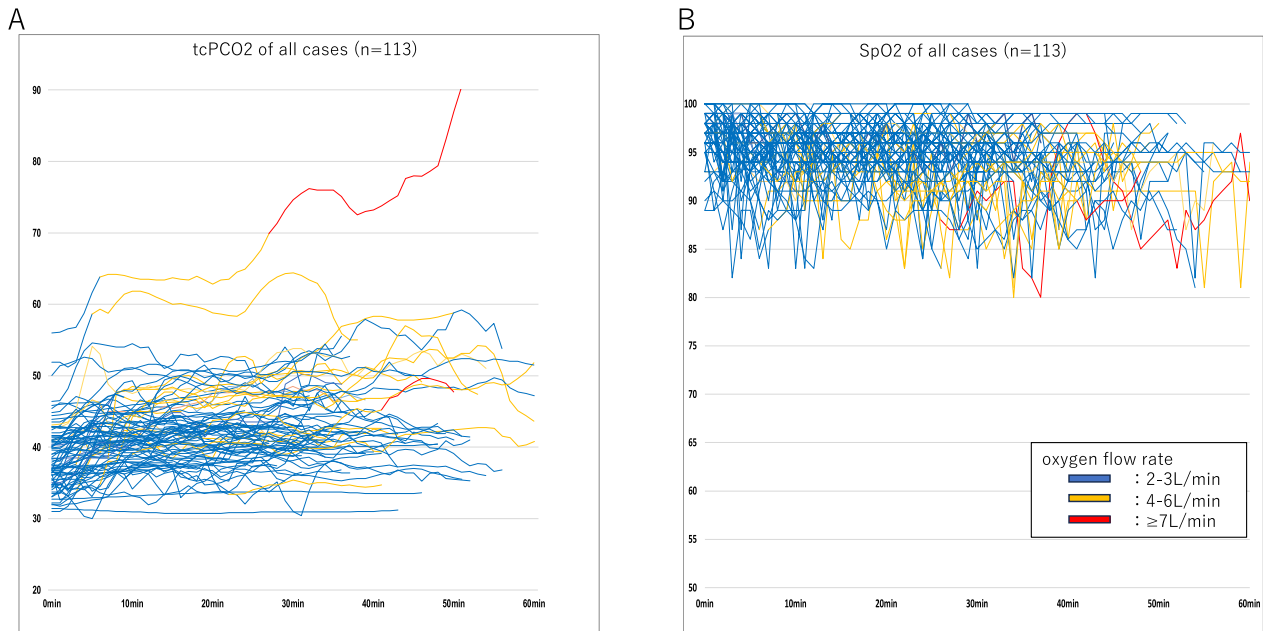 A
tcPCO2 of all cases (n=113)
90
80
70
60
50
40
30
20
0min 10min 20min 30min 40min 50min 60min
B
SpO2 of all cases (n=113)
100
95
90
85
80
75
70
65
60
55
50
0min 10min 20min 30min 40min 50min 60min
oxygen flow rate
：2-3L/min
：4-6L/min
：≥7L/min